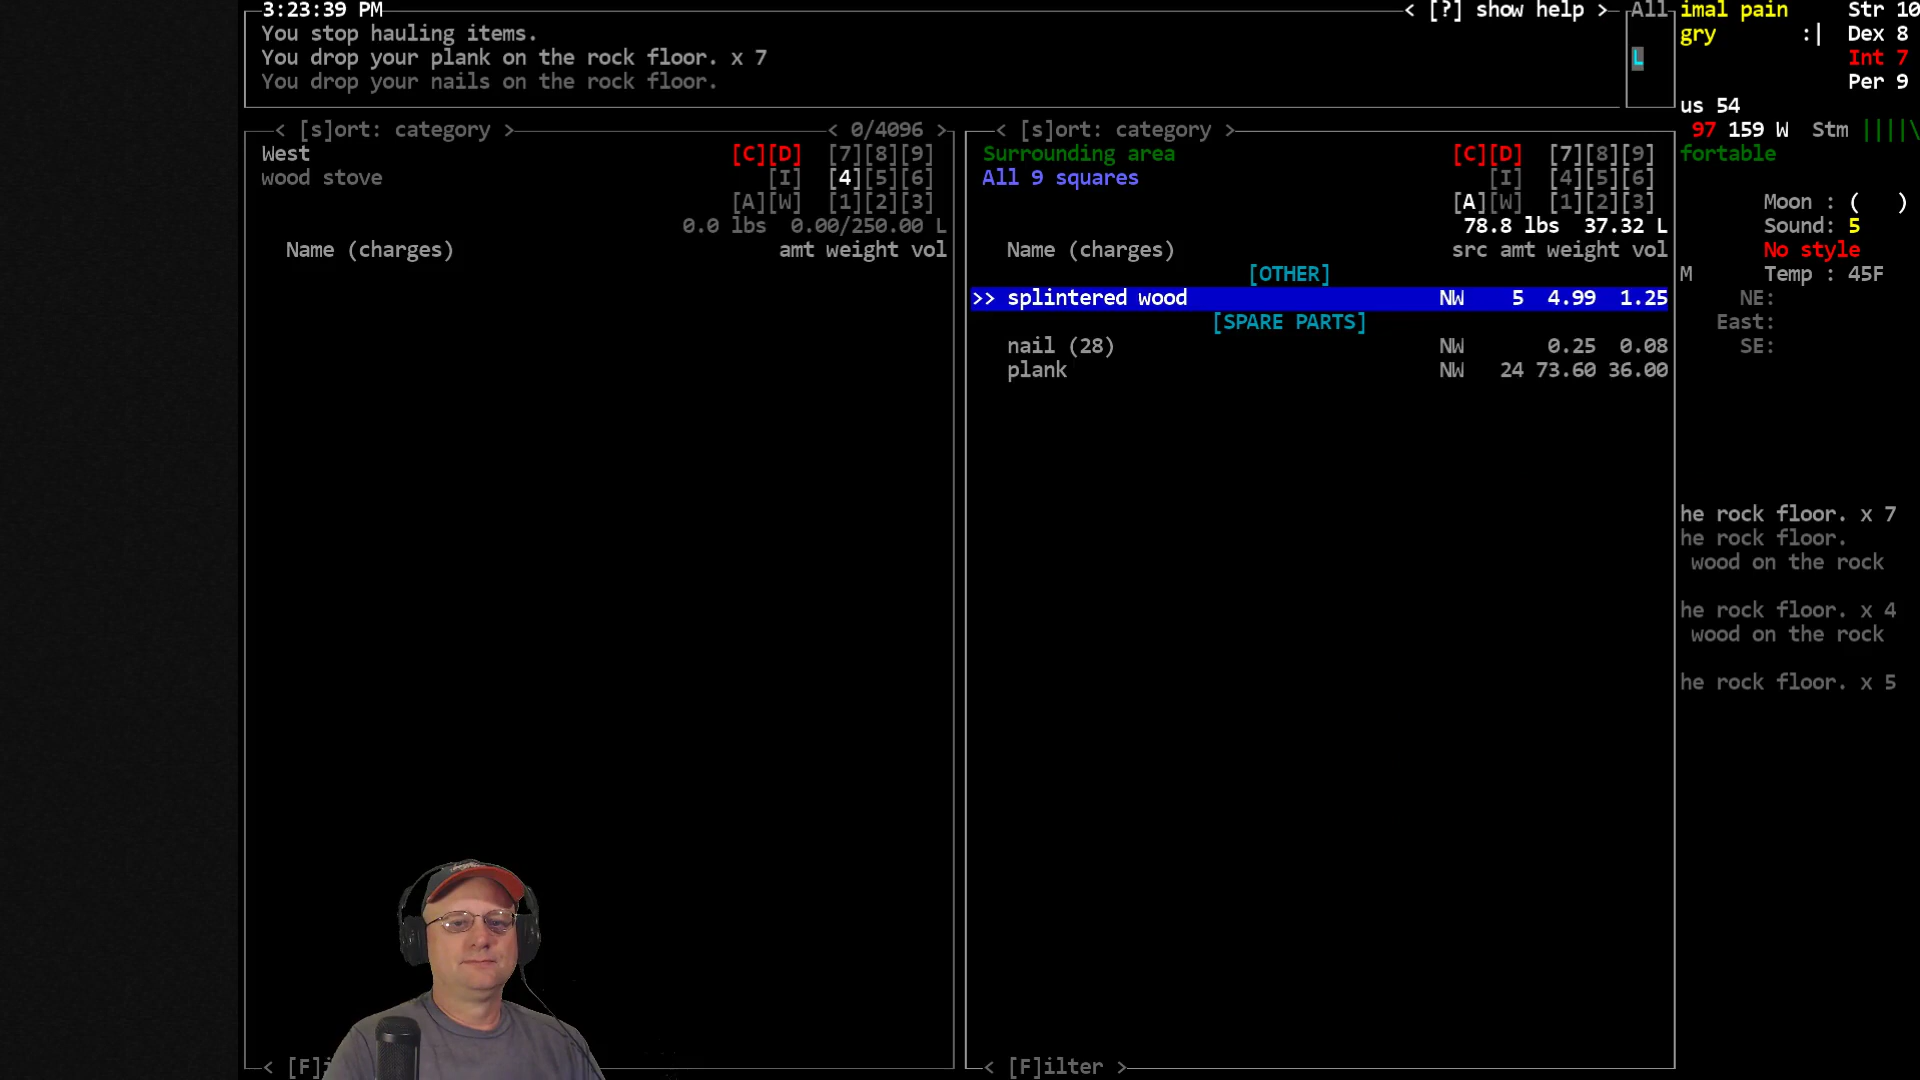 3:23:39 PM < [?] show help > All
You stop hauling items.
You drop your plank on the rock floor. x 7
You drop your nails on the rock floor.
L
imal pain Str 10
gry :| Dex 8
Int 7
Per 9
us 54
97 159 W Stm ||||\
fortable
Moon : ( )
Sound: 5
No style
M Temp : 45F
NE:
East:
SE:
< [s]ort: category > < 0/4096 >
West [C][D] [7][8][9]
wood stove [I] [4][5][6]
[A][W] [1][2][3]
0.0 lbs 0.00/250.00 L
Name (charges) amt weight vol
< [s]ort: category >
Surrounding area [C][D] [7][8][9]
All 9 squares [I] [4][5][6]
[A][W] [1][2][3]
78.8 lbs 37.32 L
Name (charges) src amt weight vol
[OTHER]
>> splintered wood NW 5 4.99 1.25
[SPARE PARTS]
nail (28) NW 0.25 0.08
plank NW 24 73.60 36.00
he rock floor. x 7
he rock floor.
wood on the rock
he rock floor. x 4
wood on the rock
he rock floor. x 5
< [F]i
< [F]ilter >